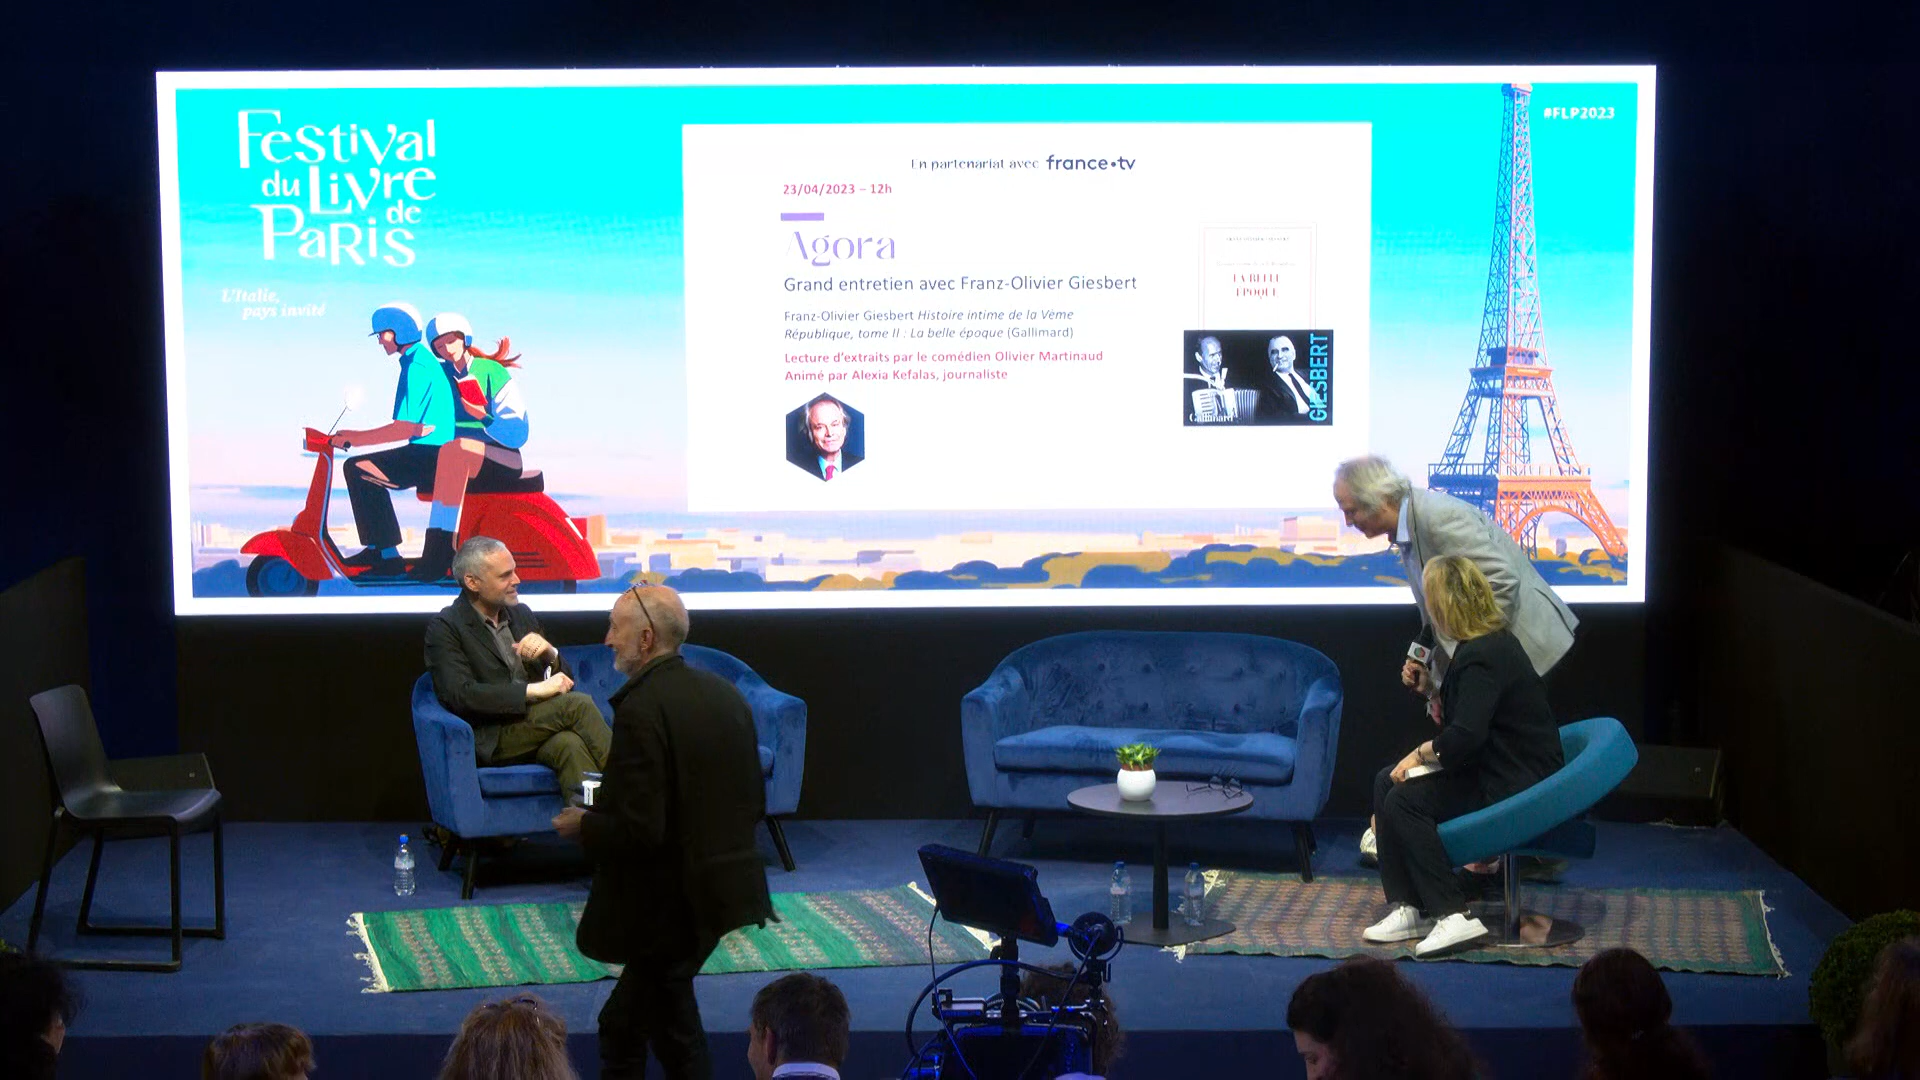 Festival
du Livre
de
Paris
L'Italie,
pays invité
#FLP2023
En partenariat avec france•tv
23/04/2023 – 12h
Agora
Grand entretien avec Franz-Olivier Giesbert
Franz-Olivier Giesbert Histoire intime de la Vème
République, tome II : La belle époque (Gallimard)
Lecture d'extraits par le comédien Olivier Martinaud
Animé par Alexia Kefalas, journaliste
LA BELLE
ÉPOQUE
GIESBERT
Gallimard